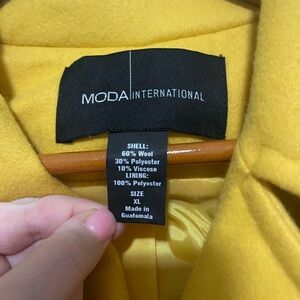 MODA INTERNATIONAL
SHELL:
60% Wool
30% Polyester
10% Viscose
LINING:
100% Polyester
SIZE
XL
Made in
Guatemala